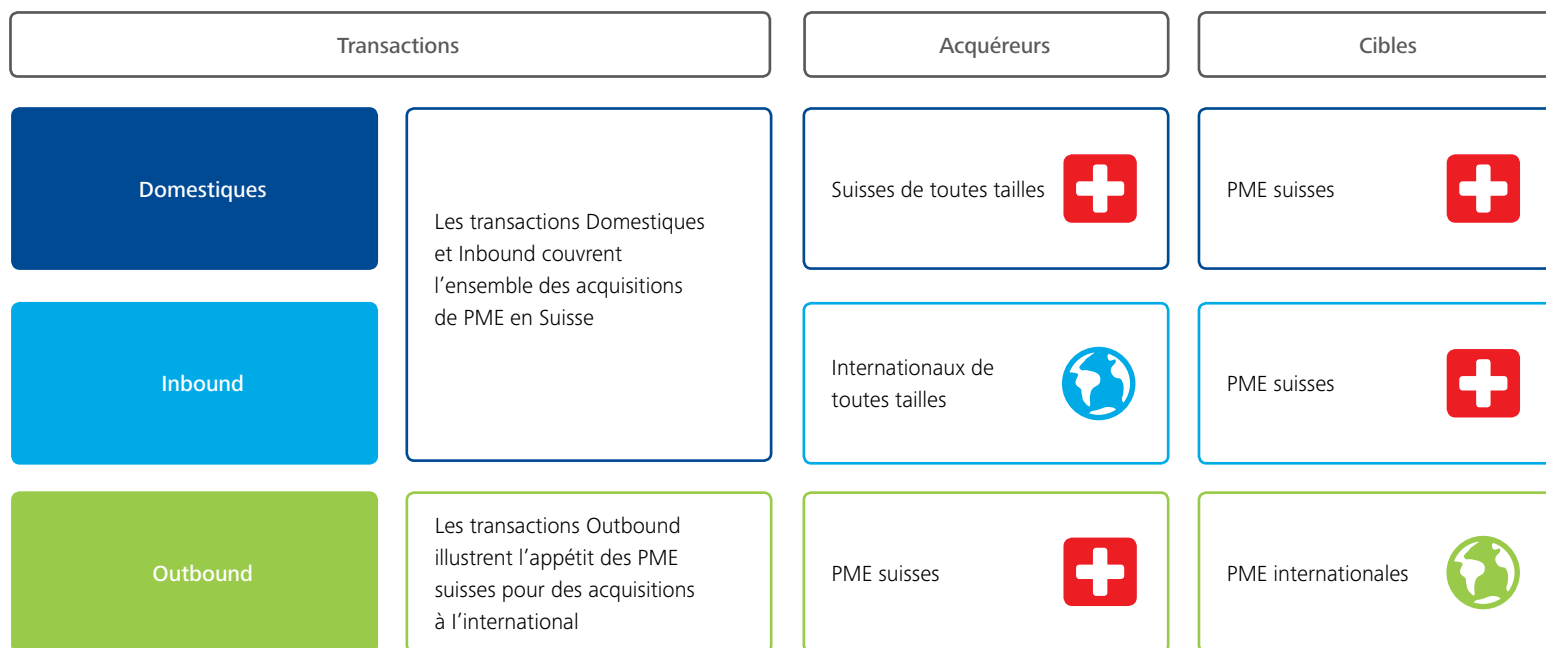 Transactions
Acquéreurs
Cibles
Domestiques
Les transactions Domestiques
et Inbound couvrent
l’ensemble des acquisitions
de PME en Suisse
Suisses de toutes tailles
PME suisses
Inbound
Internationaux de
toutes tailles
PME suisses
Outbound
Les transactions Outbound
illustrent l’appétit des PME
suisses pour des acquisitions
à l’international
PME suisses
PME internationales